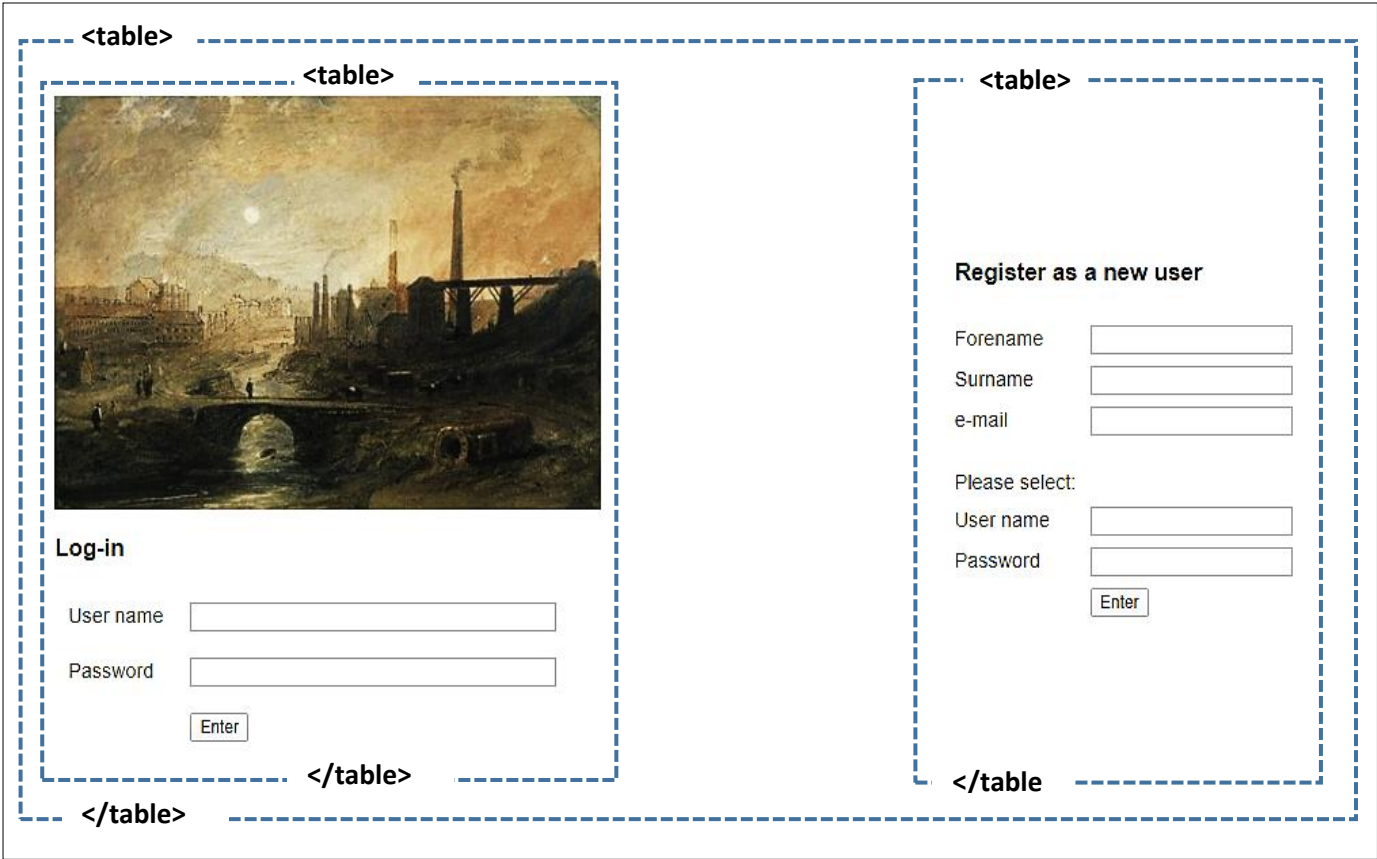 <table>
<table>
<table>
Register as a new user
Forename
Surname
e-mail
Please select:
User name
Password
Enter
Log-in
User name
Password
Enter
</table>
</table
</table>